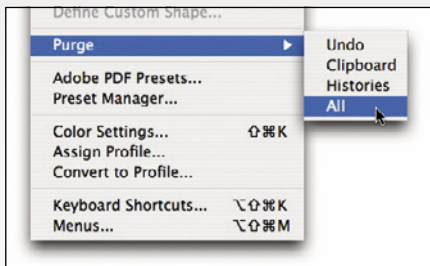 Define Custom Shape...
Purge ▶
Undo
Clipboard
Histories
All
Adobe PDF Presets...
Preset Manager...
Color Settings... ⇧⌘K
Assign Profile...
Convert to Profile...
Keyboard Shortcuts... ⌥⇧⌘K
Menus... ⌥⇧⌘M